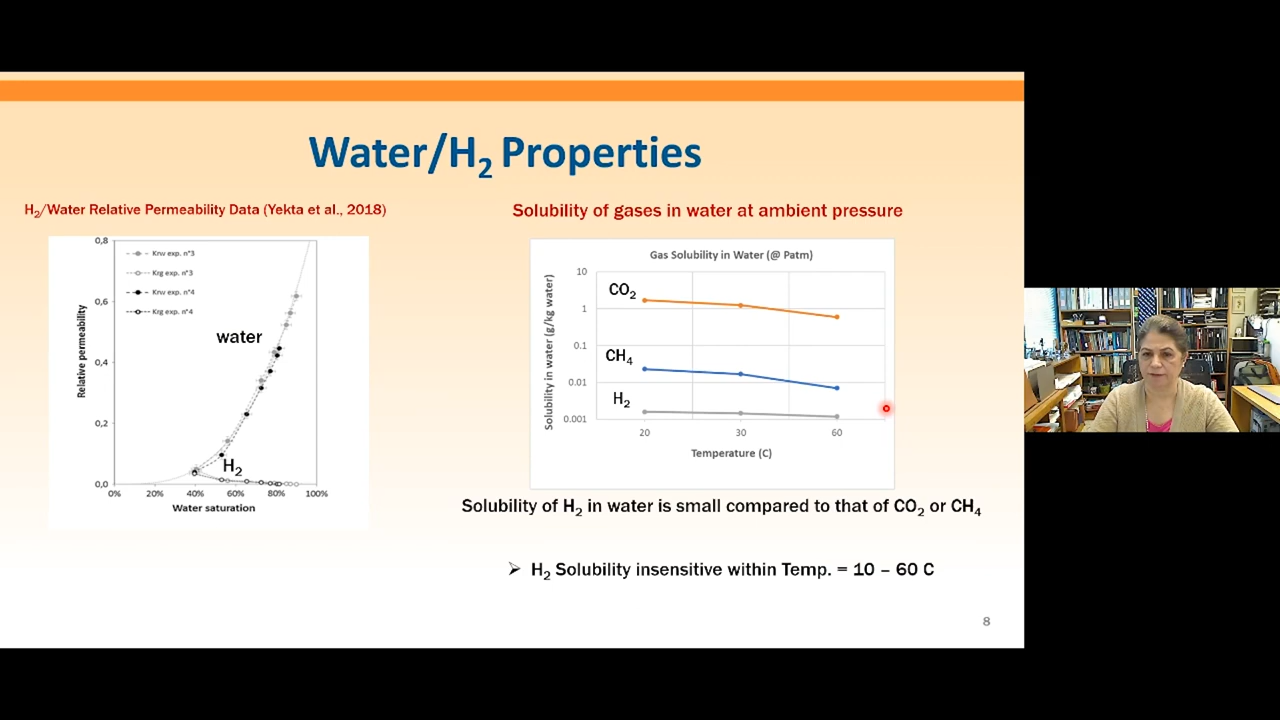 Water/H2 Properties
H2/Water Relative Permeability Data (Yekta et al., 2018)
0,8
0,6
0,4
0,2
0,0
Relative permeability
Krw exp. n°3
Krg exp. n°3
Krw exp. n°4
Krg exp. n°4
water
H2
0% 20% 40% 60% 80% 100%
Water saturation
Solubility of gases in water at ambient pressure
Gas Solubility in Water (@ Patm)
Solubility in water (g/kg water)
10
1
0.1
0.01
0.001
CO2
CH4
H2
20 30 60
Temperature (C)
Solubility of H2 in water is small compared to that of CO2 or CH4
➢ H2 Solubility insensitive within Temp. = 10 – 60 C
8